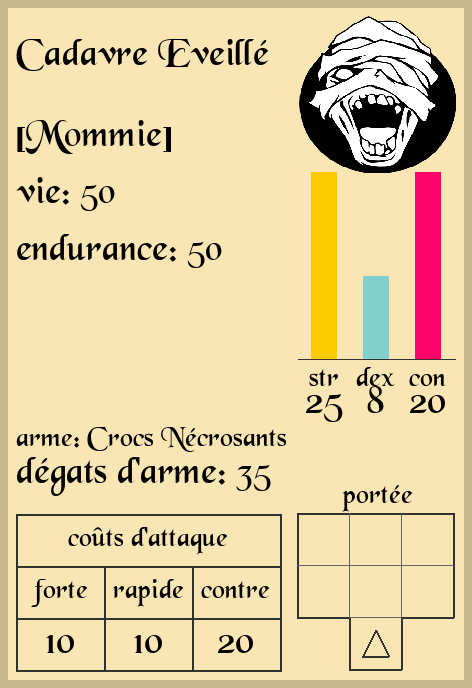 Cadavre Eveillé
[Mommie]
vie: 50
endurance: 50
str dex con
25 8 20
arme: Crocs Nécrosants
dégats d'arme: 35
portée
coûts d'attaque
forte rapide contre
10 10 20